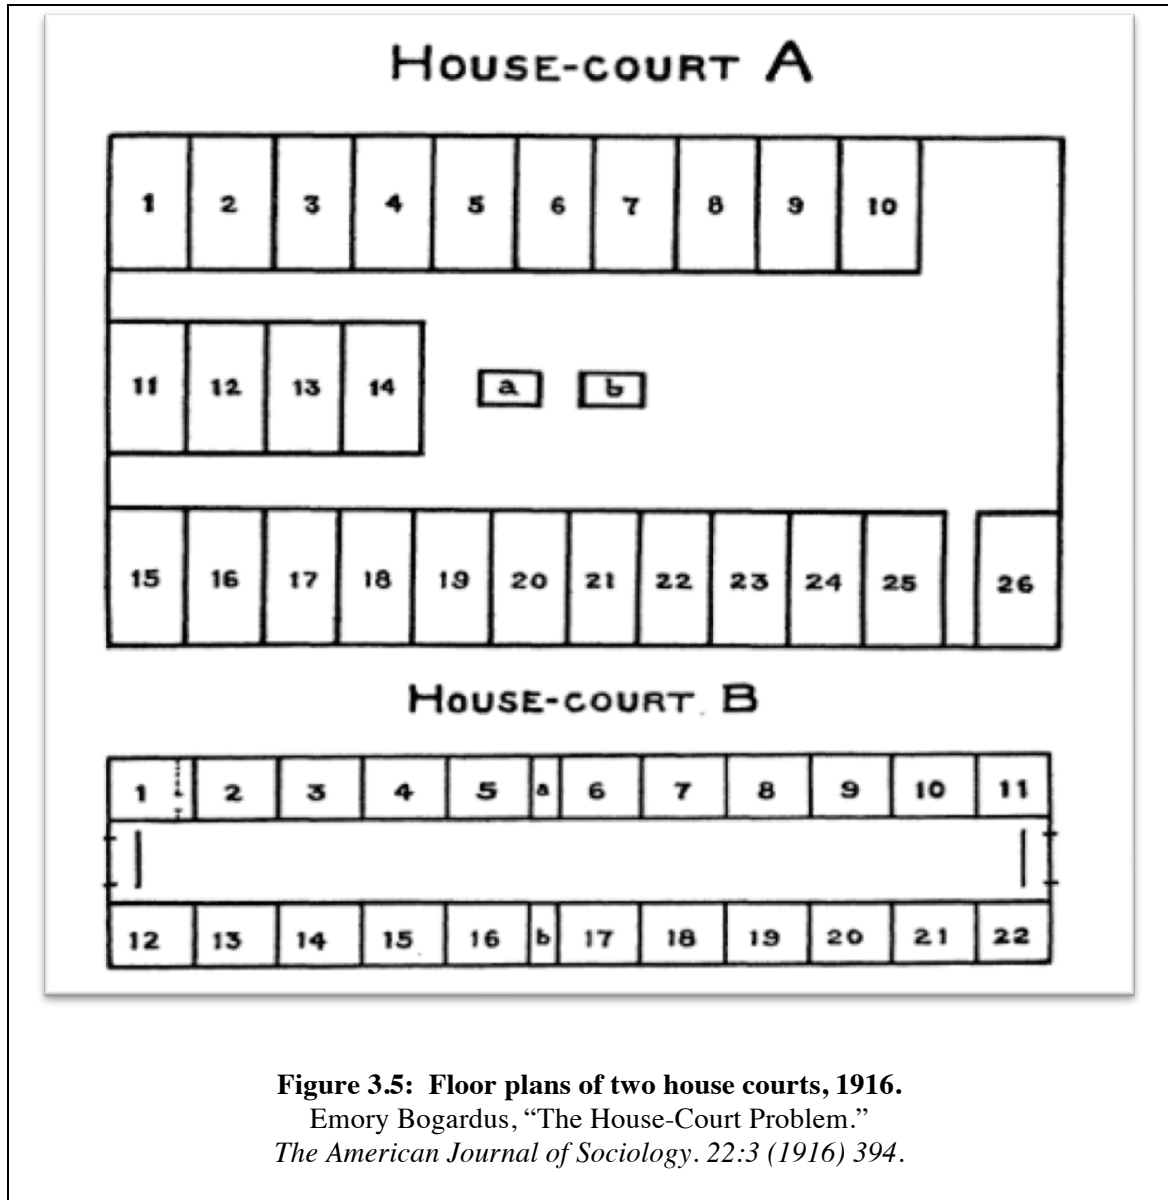 HOUSE-COURT A
1 2 3 4 5 6 7 8 9 10
11 12 13 14 a b
15 16 17 18 19 20 21 22 23 24 25 26
HOUSE-COURT B
1 2 3 4 5 a 6 7 8 9 10 11
12 13 14 15 16 b 17 18 19 20 21 22
Figure 3.5: Floor plans of two house courts, 1916.
Emory Bogardus, “The House-Court Problem.”
The American Journal of Sociology. 22:3 (1916) 394.